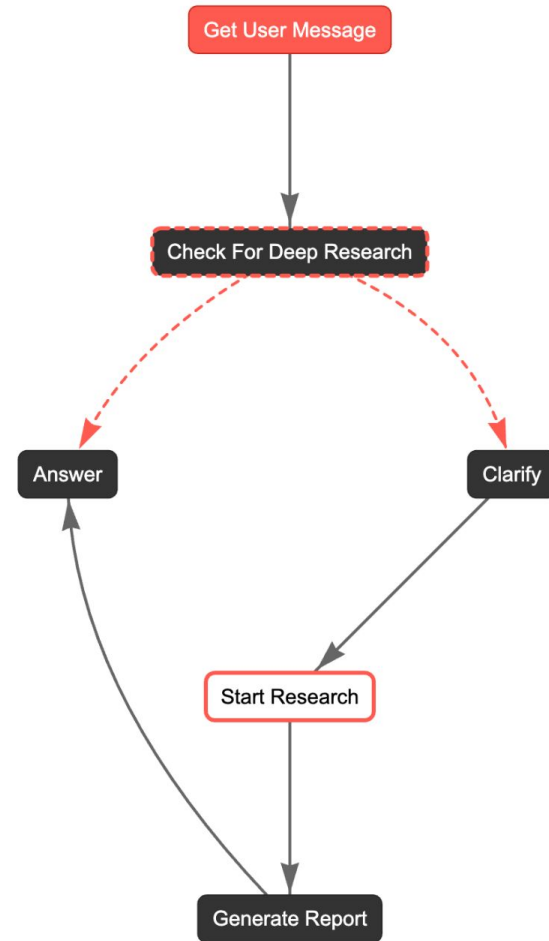 Get User Message
Check For Deep Research
Answer
Clarify
Start Research
Generate Report